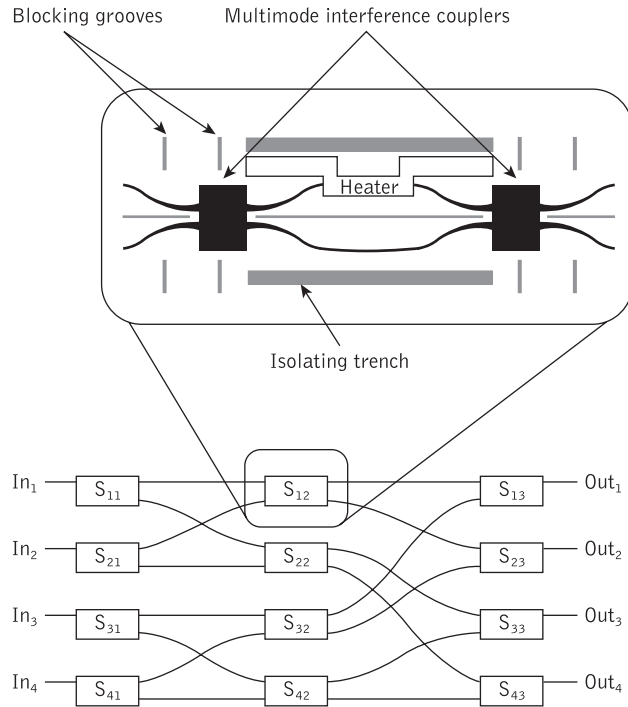 Blocking grooves Multimode interference couplers
Heater
Isolating trench
In₁ S₁₁ S₁₂ S₁₃ Out₁
In₂ S₂₁ S₂₂ S₂₃ Out₂
In₃ S₃₁ S₃₂ S₃₃ Out₃
In₄ S₄₁ S₄₂ S₄₃ Out₄